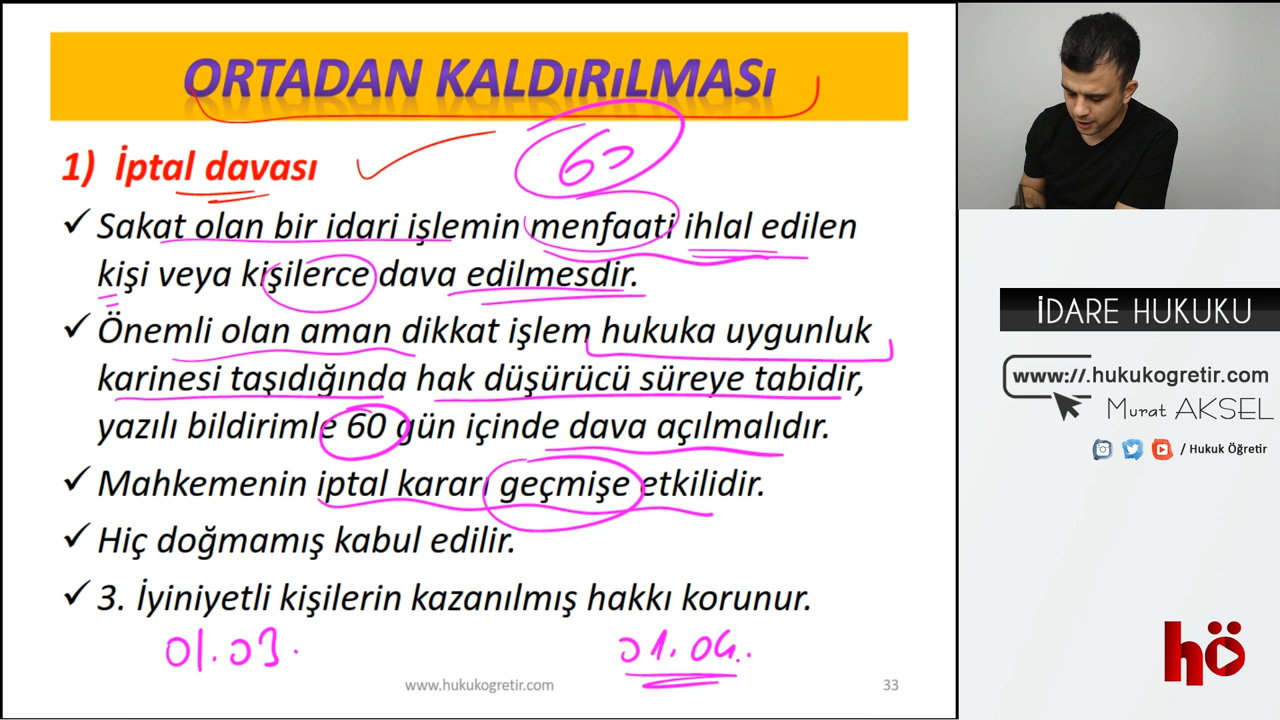 ORTADAN KALDIRILMASI
60
1) İptal davası
✓ Sakat olan bir idari işlemin menfaati ihlal edilen
kişi veya kişilerce dava edilmesdir.
✓ Önemli olan aman dikkat işlem hukuka uygunluk
karinesi taşıdığında hak düşürücü süreye tabidir,
yazılı bildirimle 60 gün içinde dava açılmalıdır.
✓ Mahkemenin iptal kararı geçmişe etkilidir.
✓ Hiç doğmamış kabul edilir.
✓ 3. İyiniyetli kişilerin kazanılmış hakkı korunur.
01.03. 01.04.
www.hukukogretir.com 33
İDARE HUKUKU
www://.hukukogretir.com
Murat AKSEL
/ Hukuk Öğretir
hö